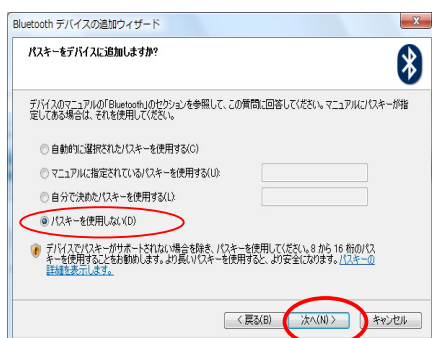 Bluetooth デバイスの追加ウィザード
パスキーをデバイスに追加しますか?
デバイスのマニュアルの「Bluetooth」のセクションを参照して、この質問に回答してください。マニュアルにパスキーが指
定してある場合は、それを使用してください。
自動的に選択されたパスキーを使用する(C)
マニュアルに指定されているパスキーを使用する(U):
自分で決めたパスキーを使用する(L):
パスキーを使用しない(D)
デバイスでパスキーがサポートされない場合を除き、パスキーを使用してください。8 から 16 桁のパス
キーを使用することをお勧めします。より長いパスキーを使用すると、より安全になります。パスキーの
詳細を表示します。
< 戻る(B)
次へ(N) >
キャンセル